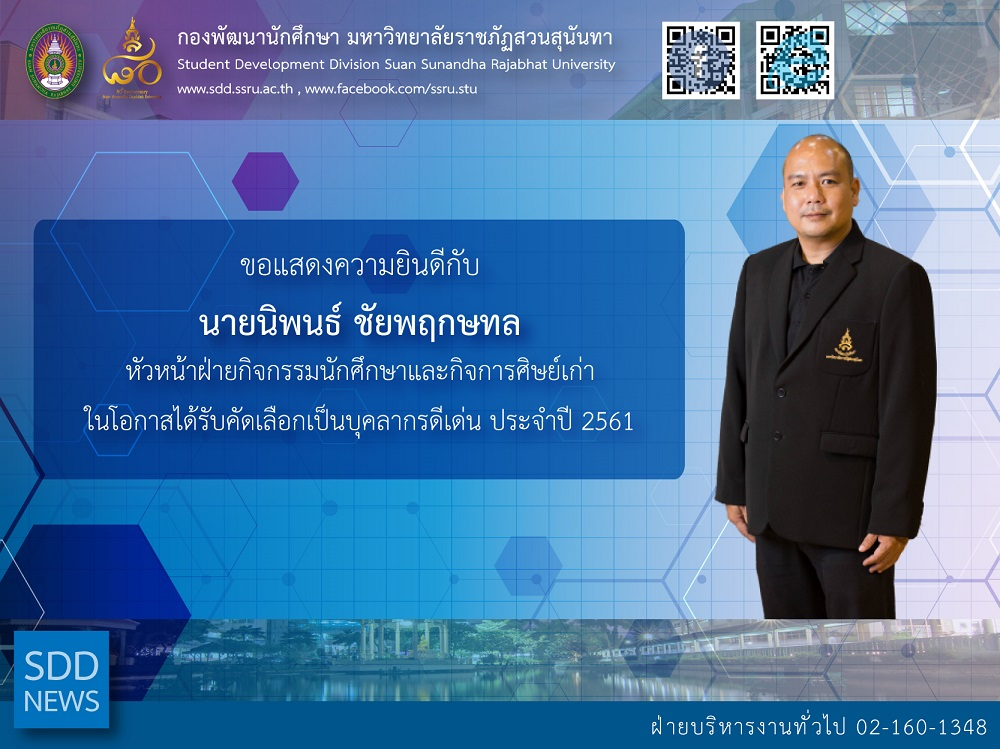 กองพัฒนานักศึกษา มหาวิทยาลัยราชภัฏสวนสุนันทา
Student Development Division Suan Sunandha Rajabhat University
www.sdd.ssru.ac.th , www.facebook.com/ssru.stu
ขอแสดงความยินดีกับ
นายนิพนธ์ ชัยพฤกษทล
หัวหน้าฝ่ายกิจกรรมนักศึกษาและกิจการศิษย์เก่า
ในโอกาสได้รับคัดเลือกเป็นบุคลากรดีเด่น ประจำปี 2561
SDD
NEWS
ฝ่ายบริหารงานทั่วไป 02-160-1348